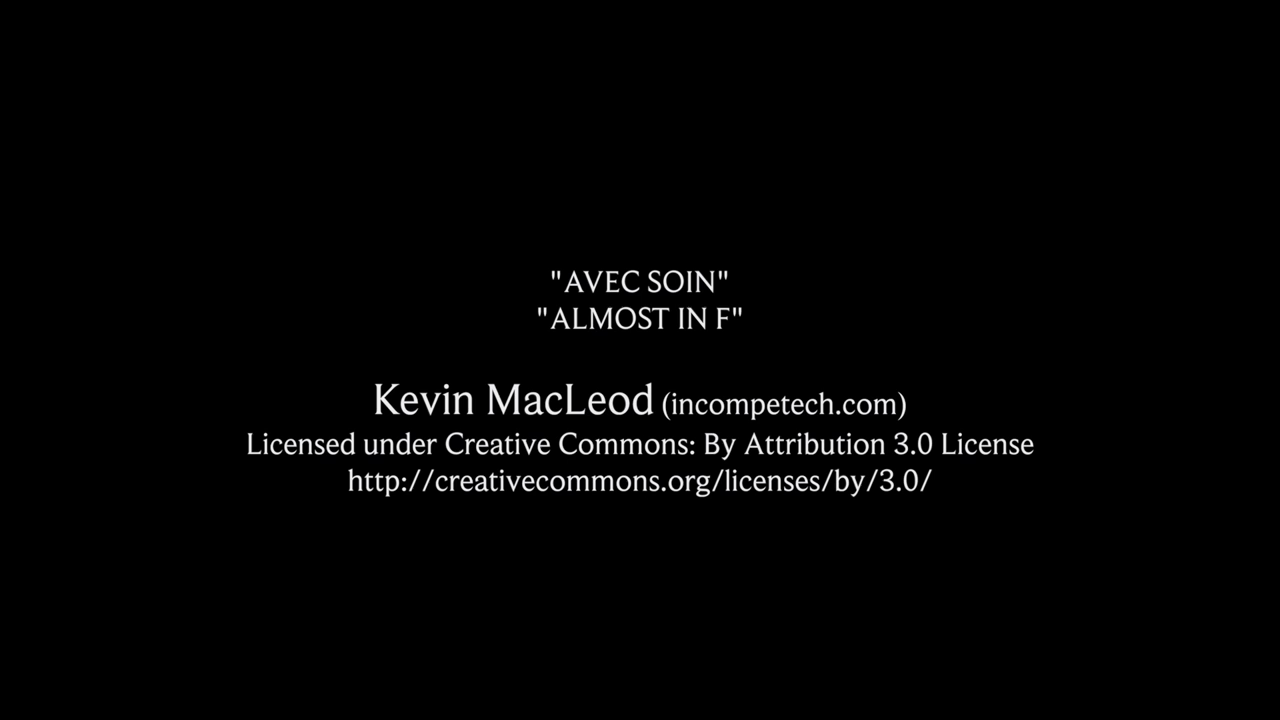 "AVEC SOIN"
"ALMOST IN F"
Kevin MacLeod (incompetech.com)
Licensed under Creative Commons: By Attribution 3.0 License
http://creativecommons.org/licenses/by/3.0/